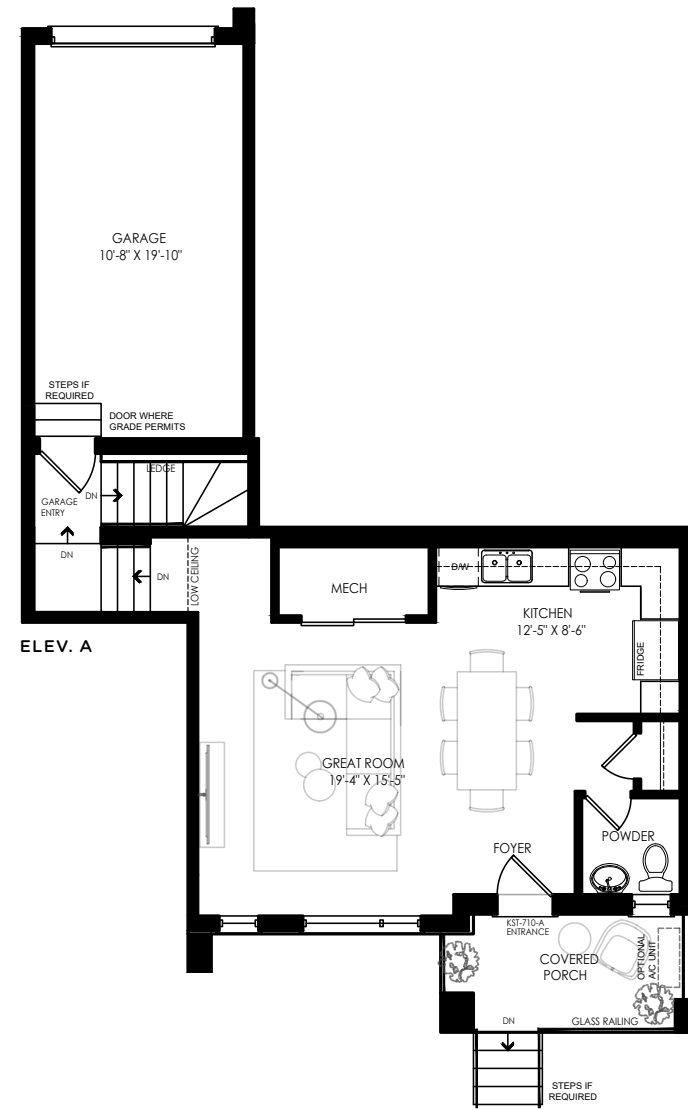 GARAGE
10'-8" X 19'-10"
STEPS IF
REQUIRED
DOOR WHERE
GRADE PERMITS
LEDGE
DN
GARAGE
ENTRY
DN
DN
LOW CEILING
MECH
D/W
KITCHEN
12'-5" X 8'-6"
FRIDGE
ELEV. A
GREAT ROOM
19'-4" X 15'-5"
POWDER
FOYER
KST-710-A
ENTRANCE
COVERED
PORCH
OPTIONAL
A/C UNIT
DN
GLASS RAILING
STEPS IF
REQUIRED